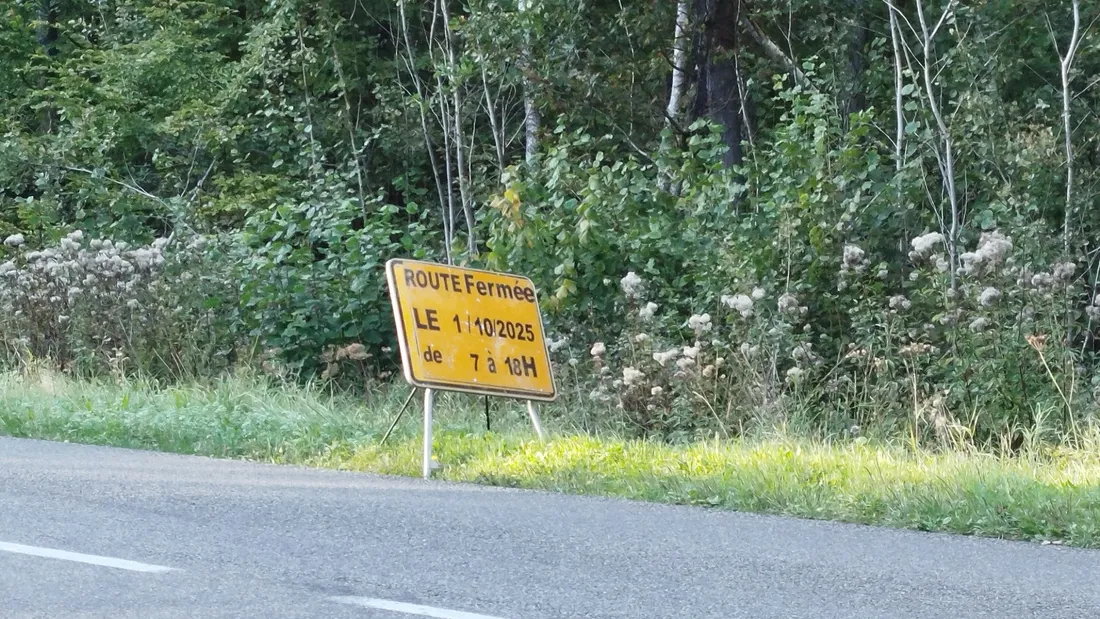 ROUTE Fermée
LE 1/10/2025
de 7 à 18H